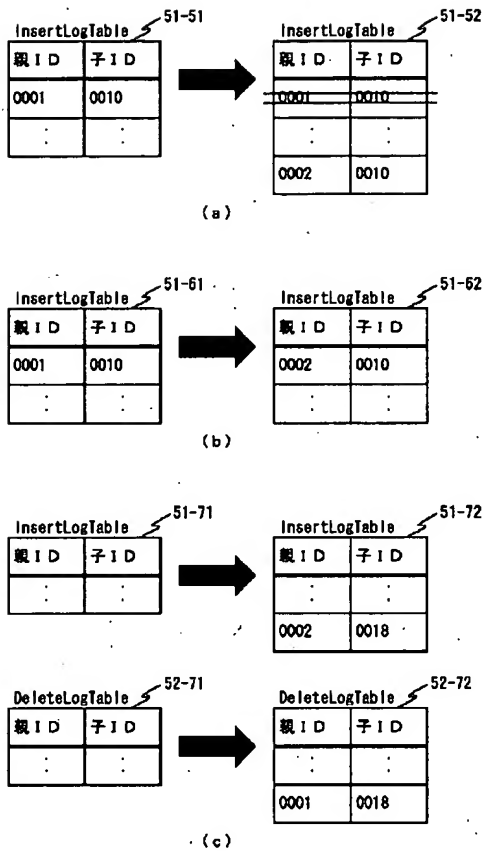 InsertLogTable 51-51 InsertLogTable 51-52
親ID 子ID 親ID 子ID
0001 0010 0001 0010
: : : :
0002 0010
(a)
InsertLogTable 51-61 InsertLogTable 51-62
親ID 子ID 親ID 子ID
0001 0010 0002 0010
: : : :
(b)
InsertLogTable 51-71 InsertLogTable 51-72
親ID 子ID 親ID 子ID
: : : :
0002 0018
DeleteLogTable 52-71 DeleteLogTable 52-72
親ID 子ID 親ID 子ID
: : : :
0001 0018
(c)